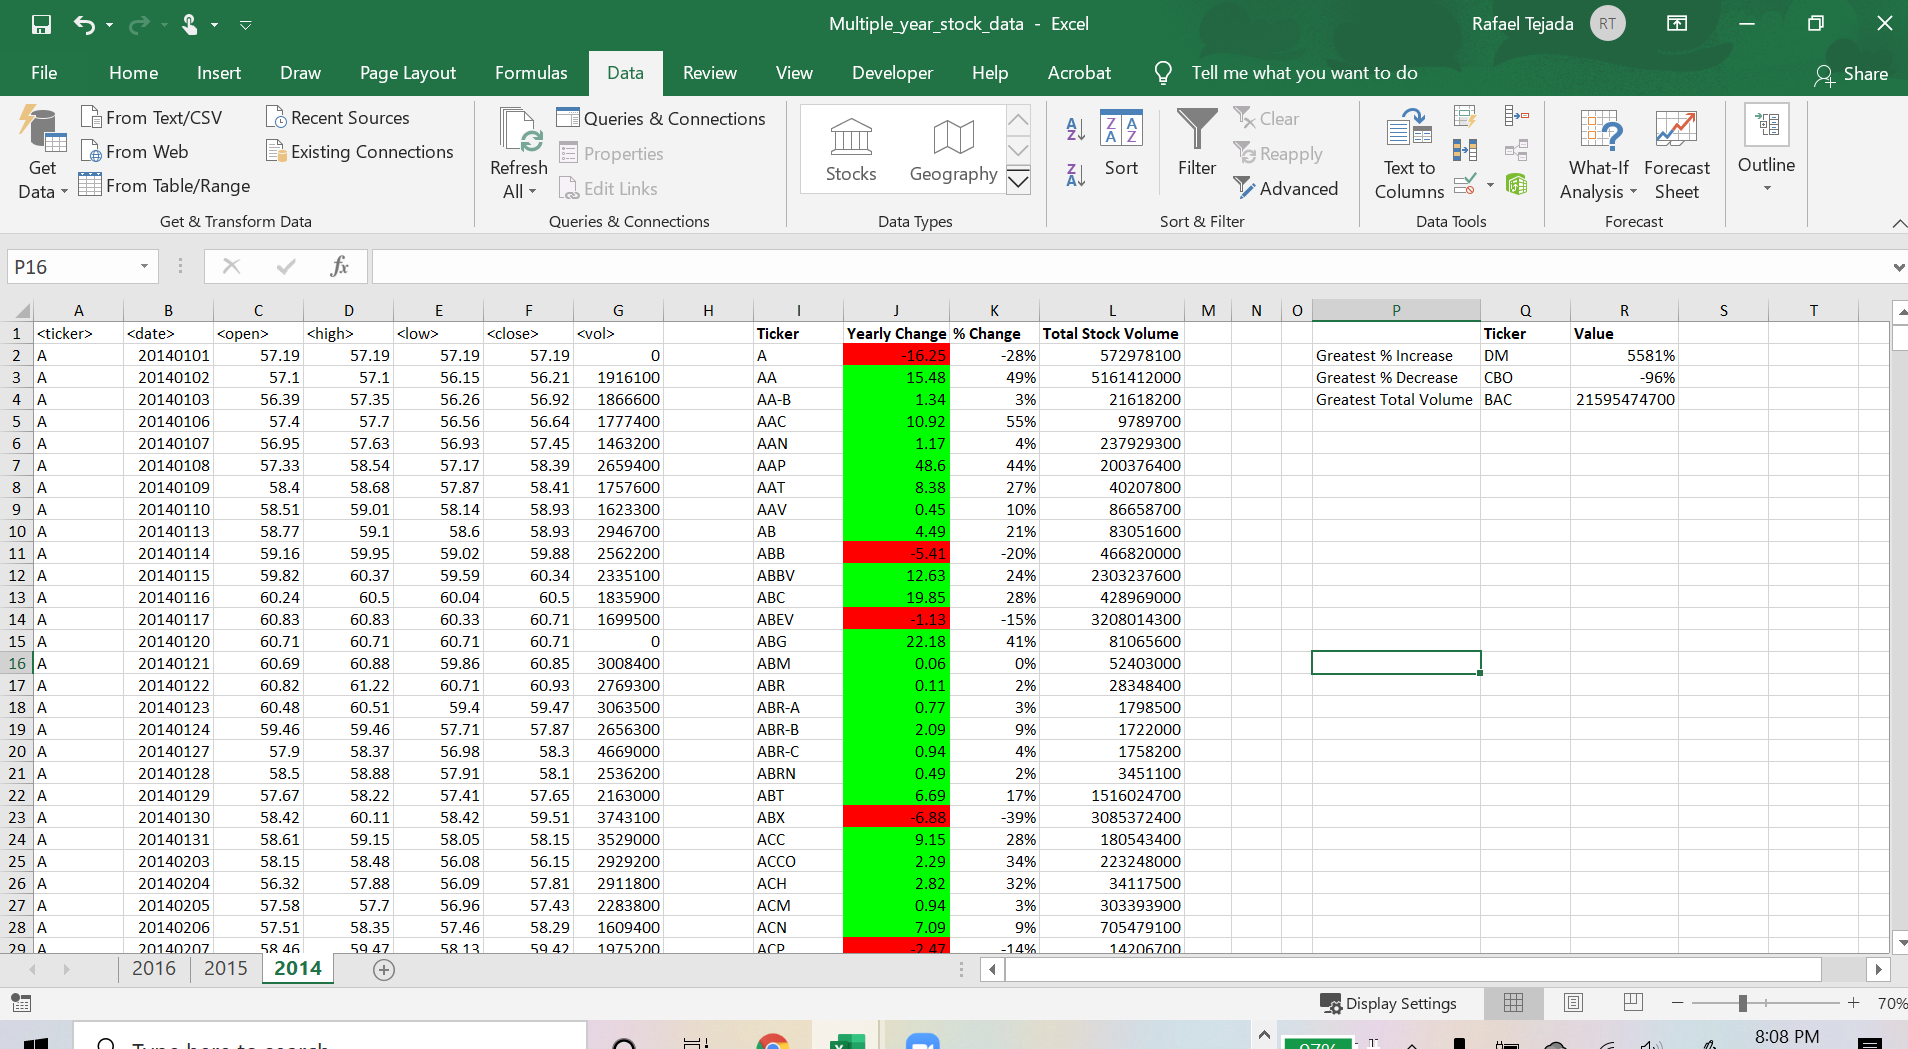 Multiple_year_stock_data - Excel
Rafael Tejada RT
File Home Insert Draw Page Layout Formulas Data Review View Developer Help Acrobat Tell me what you want to do Share
Get Data
From Text/CSV
From Web
From Table/Range
Recent Sources
Existing Connections
Get & Transform Data
Refresh All
Queries & Connections
Properties
Edit Links
Queries & Connections
Stocks Geography
Data Types
Sort
Filter
Clear
Reapply
Advanced
Sort & Filter
Text to Columns
Data Tools
What-If Analysis
Forecast Sheet
Forecast
Outline
P16 fx
A B C D E F G H I J K L M N O P Q R S T
1 <ticker> <date> <open> <high> <low> <close> <vol> Ticker Yearly Change % Change Total Stock Volume Ticker Value
2 A 20140101 57.19 57.19 57.19 57.19 0 A -16.25 -28% 572978100 Greatest % Increase DM 5581%
3 A 20140102 57.1 57.1 56.15 56.21 1916100 AA 15.48 49% 5161412000 Greatest % Decrease CBO -96%
4 A 20140103 56.39 57.35 56.26 56.92 1866600 AA-B 1.34 3% 21618200 Greatest Total Volume BAC 21595474700
5 A 20140106 57.4 57.7 56.56 56.64 1777400 AAC 10.92 55% 9789700
6 A 20140107 56.95 57.63 56.93 57.45 1463200 AAN 1.17 4% 237929300
7 A 20140108 57.33 58.54 57.17 58.39 2659400 AAP 48.6 44% 200376400
8 A 20140109 58.4 58.68 57.87 58.41 1757600 AAT 8.38 27% 40207800
9 A 20140110 58.51 59.01 58.14 58.93 1623300 AAV 0.45 10% 86658700
10 A 20140113 58.77 59.1 58.6 58.93 2946700 AB 4.49 21% 83051600
11 A 20140114 59.16 59.95 59.02 59.88 2562200 ABB -5.41 -20% 466820000
12 A 20140115 59.82 60.37 59.59 60.34 2335100 ABBV 12.63 24% 2303237600
13 A 20140116 60.24 60.5 60.04 60.5 1835900 ABC 19.85 28% 428969000
14 A 20140117 60.83 60.83 60.33 60.71 1699500 ABEV -1.13 -15% 3208014300
15 A 20140120 60.71 60.71 60.71 60.71 0 ABG 22.18 41% 81065600
16 A 20140121 60.69 60.88 59.86 60.85 3008400 ABM 0.06 0% 52403000
17 A 20140122 60.82 61.22 60.71 60.93 2769300 ABR 0.11 2% 28348400
18 A 20140123 60.48 60.51 59.4 59.47 3063500 ABR-A 0.77 3% 1798500
19 A 20140124 59.46 59.46 57.71 57.87 2656300 ABR-B 2.09 9% 1722000
20 A 20140127 57.9 58.37 56.98 58.3 4669000 ABR-C 0.94 4% 1758200
21 A 20140128 58.5 58.88 57.91 58.1 2536200 ABRN 0.49 2% 3451100
22 A 20140129 57.67 58.22 57.41 57.65 2163000 ABT 6.69 17% 1516024700
23 A 20140130 58.42 60.11 58.42 59.51 3743100 ABX -6.88 -39% 3085372400
24 A 20140131 58.61 59.15 58.05 58.15 3529000 ACC 9.15 28% 180543400
25 A 20140203 58.15 58.48 56.08 56.15 2929200 ACCO 2.29 34% 223248000
26 A 20140204 56.32 57.88 56.09 57.81 2911800 ACH 2.82 32% 34117500
27 A 20140205 57.58 57.7 56.96 57.43 2283800 ACM 0.94 3% 303393900
28 A 20140206 57.51 58.35 57.46 58.29 1609400 ACN 7.09 9% 705479100
29 A 20140207 58.46 59.47 58.13 59.42 1975200 ACP -2.47 -14% 14206700
2016 2015 2014
Display Settings 70%
Type here to search 97% 8:08 PM